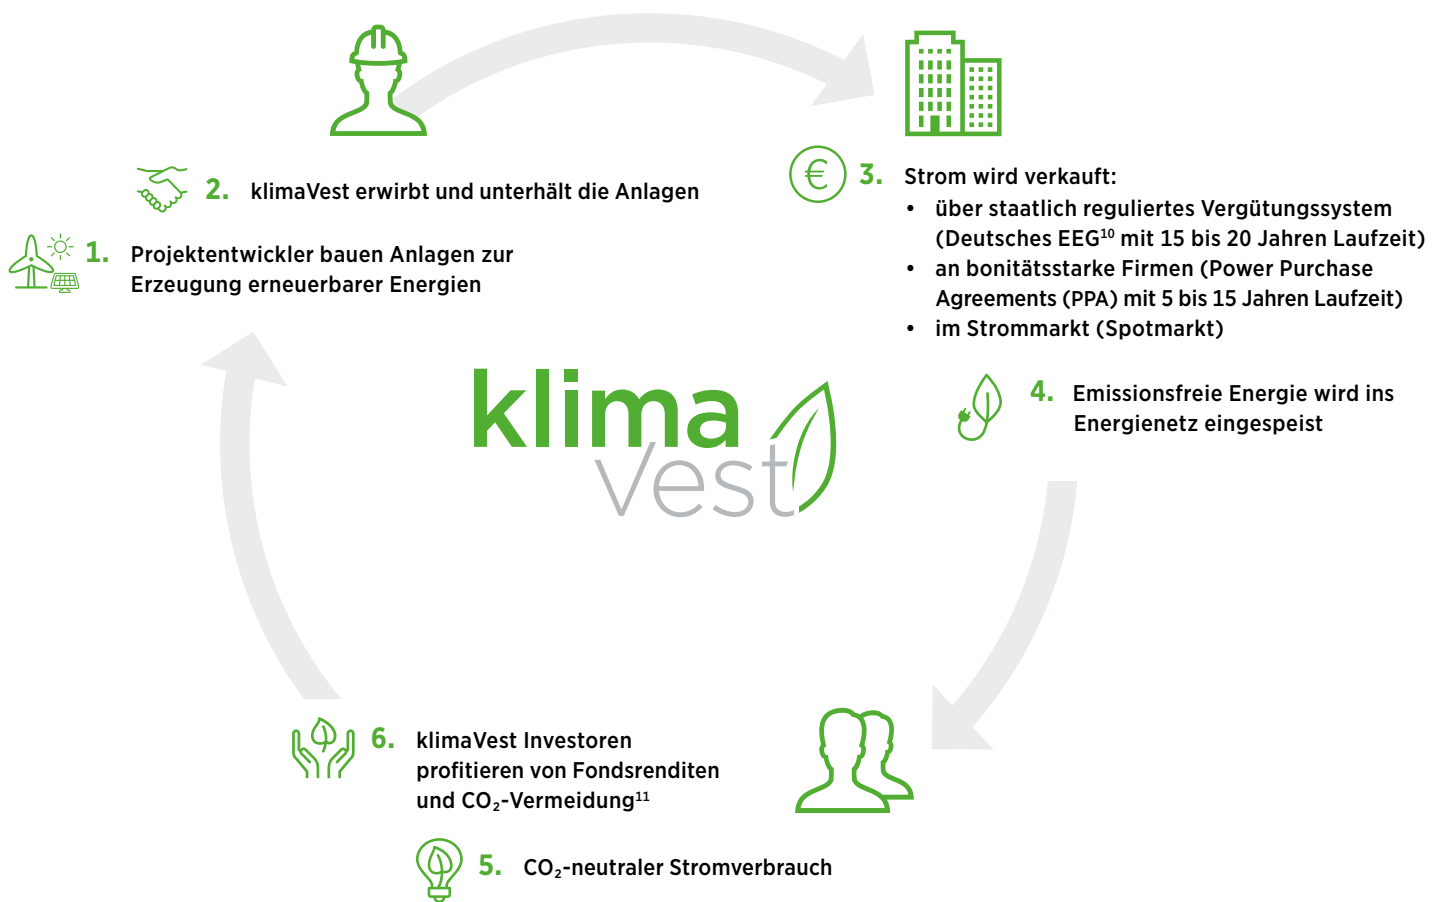 2. klimaVest erwirbt und unterhält die Anlagen
1. Projektentwickler bauen Anlagen zur
Erzeugung erneuerbarer Energien
€ 3. Strom wird verkauft:
• über staatlich reguliertes Vergütungssystem
(Deutsches EEG¹⁰ mit 15 bis 20 Jahren Laufzeit)
• an bonitätsstarke Firmen (Power Purchase
Agreements (PPA) mit 5 bis 15 Jahren Laufzeit)
• im Strommarkt (Spotmarkt)
4. Emissionsfreie Energie wird ins
Energienetz eingespeist
klima
Vest
6. klimaVest Investoren
profitieren von Fondsrenditen
und CO₂-Vermeidung¹¹
5. CO₂-neutraler Stromverbrauch